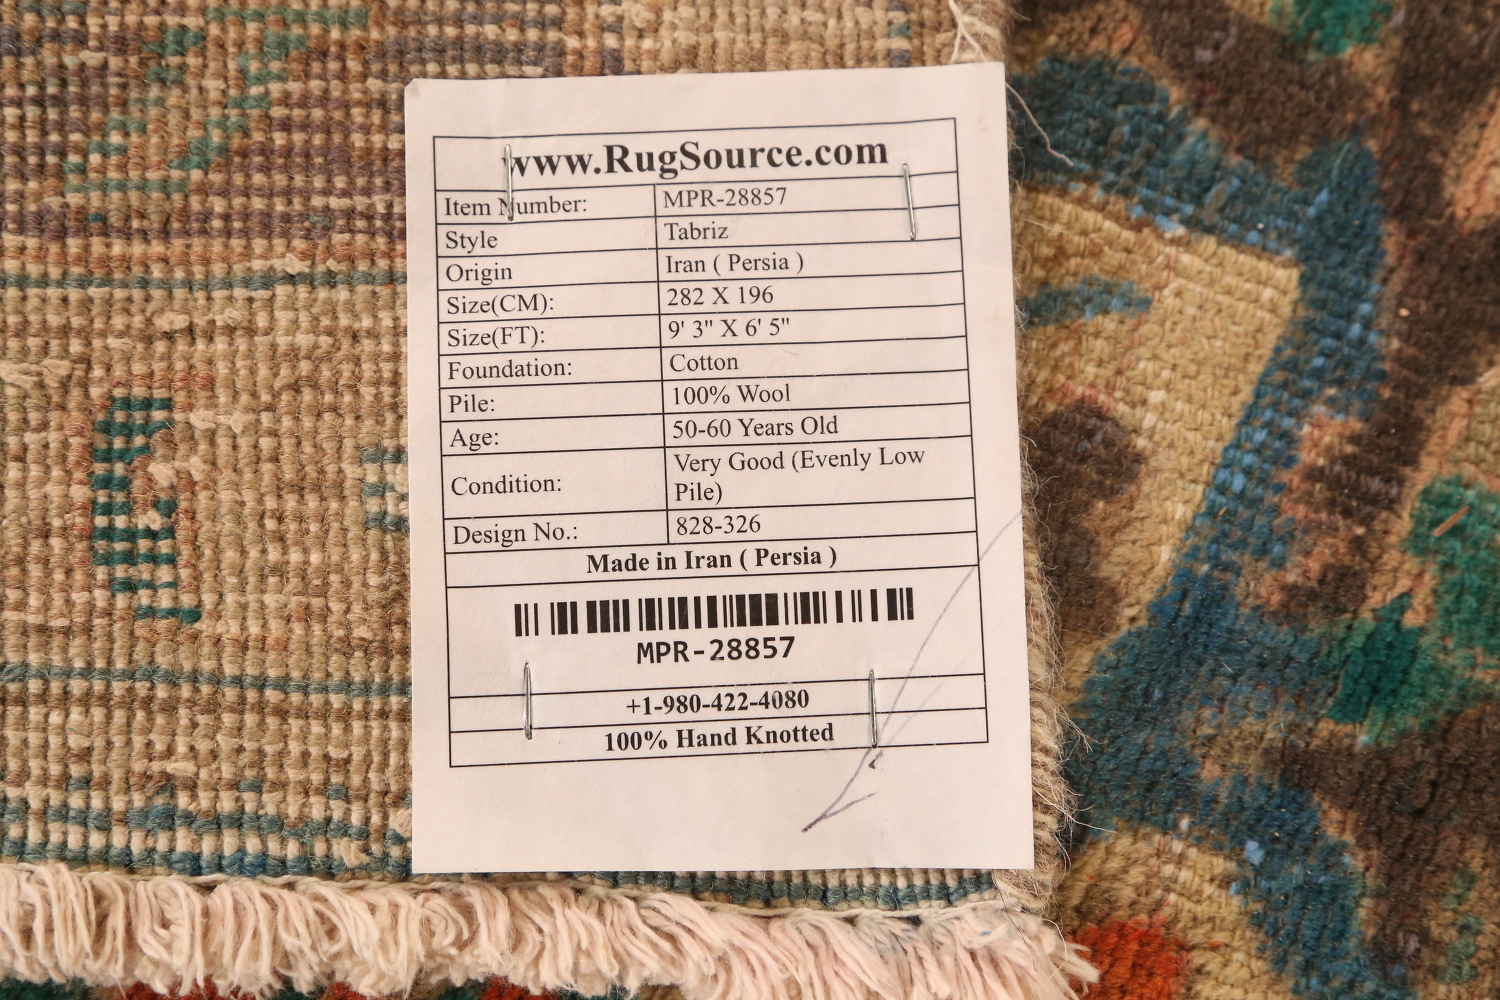 www.RugSource.com
Item Number: MPR-28857
Style Tabriz
Origin Iran ( Persia )
Size(CM): 282 X 196
Size(FT): 9' 3" X 6' 5"
Foundation: Cotton
Pile: 100% Wool
Age: 50-60 Years Old
Condition: Very Good (Evenly Low
Pile)
Design No.: 828-326
Made in Iran ( Persia )
MPR-28857
+1-980-422-4080
100% Hand Knotted